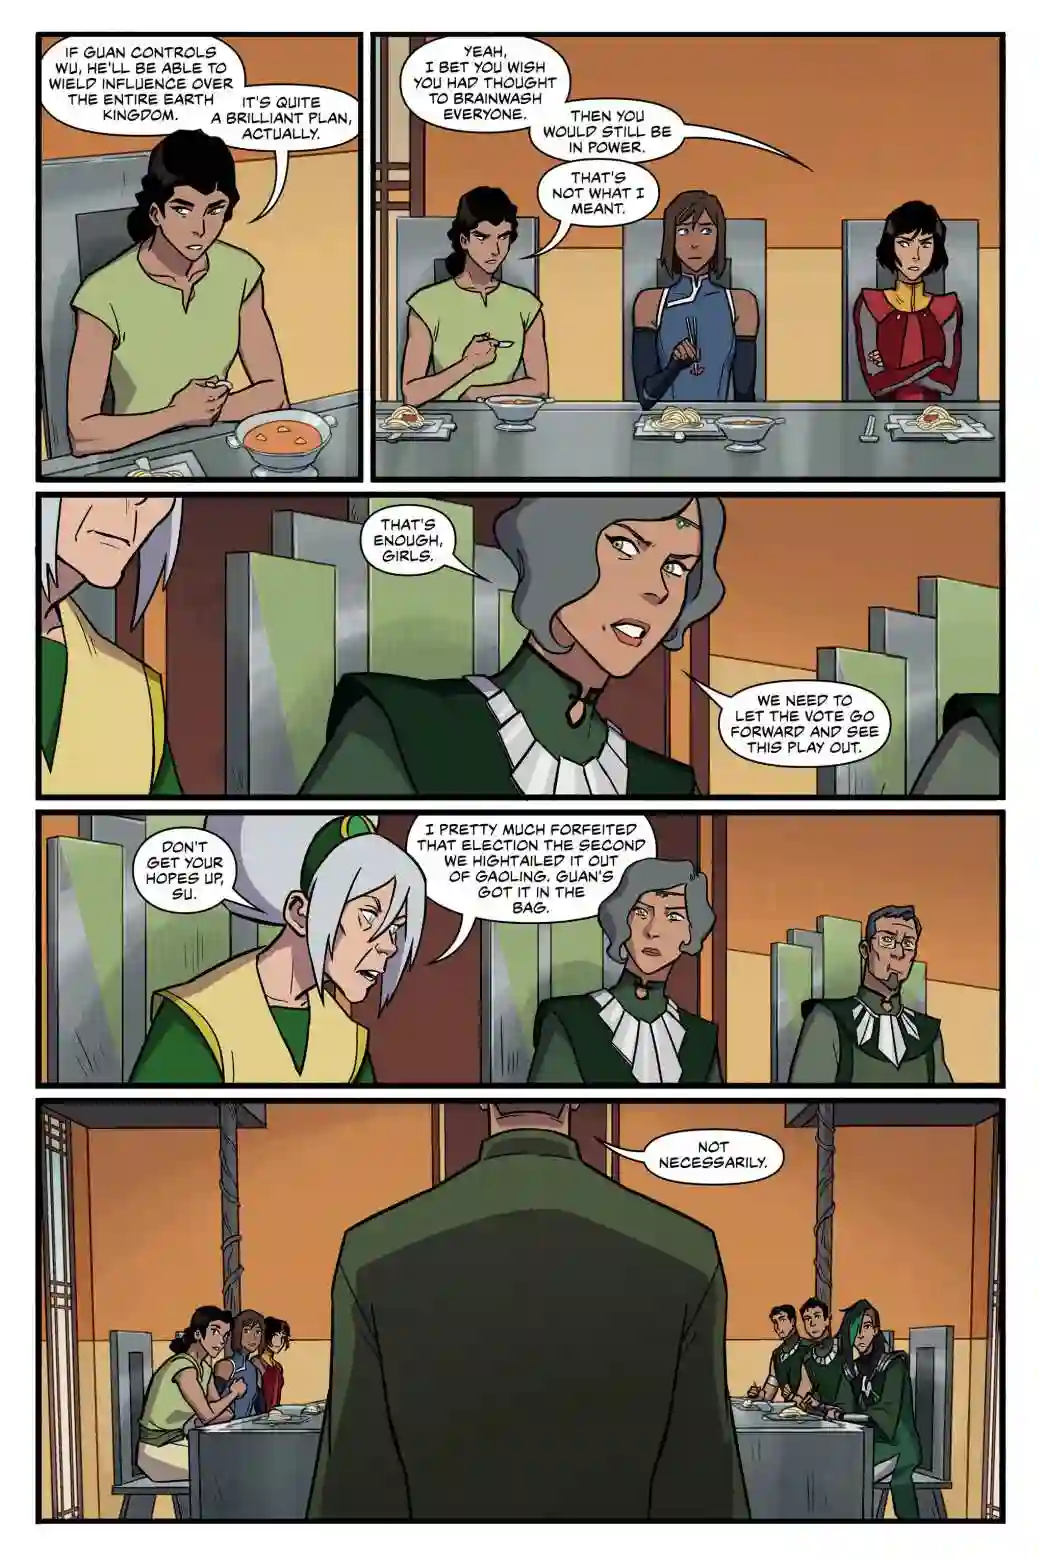 IF GUAN CONTROLS
WU, HE'LL BE ABLE TO
WIELD INFLUENCE OVER
THE ENTIRE EARTH
KINGDOM.
IT'S QUITE
A BRILLIANT PLAN,
ACTUALLY.
YEAH,
I BET YOU WISH
YOU HAD THOUGHT
TO BRAINWASH
EVERYONE.
THEN YOU
WOULD STILL BE
IN POWER.
THAT'S
NOT WHAT I
MEANT.
THAT'S
ENOUGH,
GIRLS.
WE NEED TO
LET THE VOTE GO
FORWARD AND SEE
THIS PLAY OUT.
DON'T
GET YOUR
HOPES UP,
SU.
I PRETTY MUCH FORFEITED
THAT ELECTION THE SECOND
WE HIGHTAILED IT OUT
OF GAOLING. GUAN'S
GOT IT IN THE
BAG.
NOT
NECESSARILY.